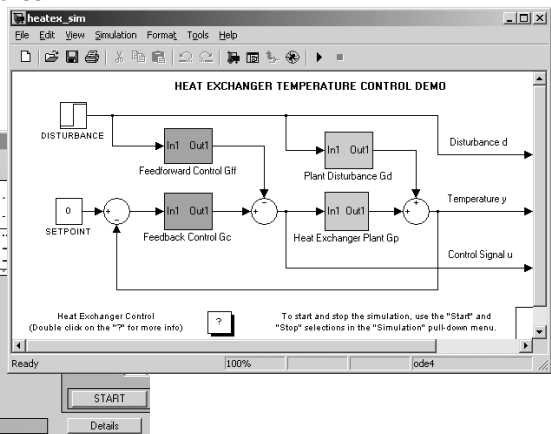 heatex_sim
File Edit View Simulation Format Tools Help
HEAT EXCHANGER TEMPERATURE CONTROL DEMO
DISTURBANCE
In1 Out1
Feedforward Control Gff
In1 Out1
Plant Disturbance Gd
Disturbance d
0
SETPOINT
In1 Out1
Feedback Control Gc
In1 Out1
Heat Exchanger Plant Gp
Temperature y
Control Signal u
Heat Exchanger Control
(Double click on the "?" for more info)
?
To start and stop the simulation, use the "Start" and
"Stop" selections in the "Simulation" pull-down menu.
Ready 100% ode4
START
Details